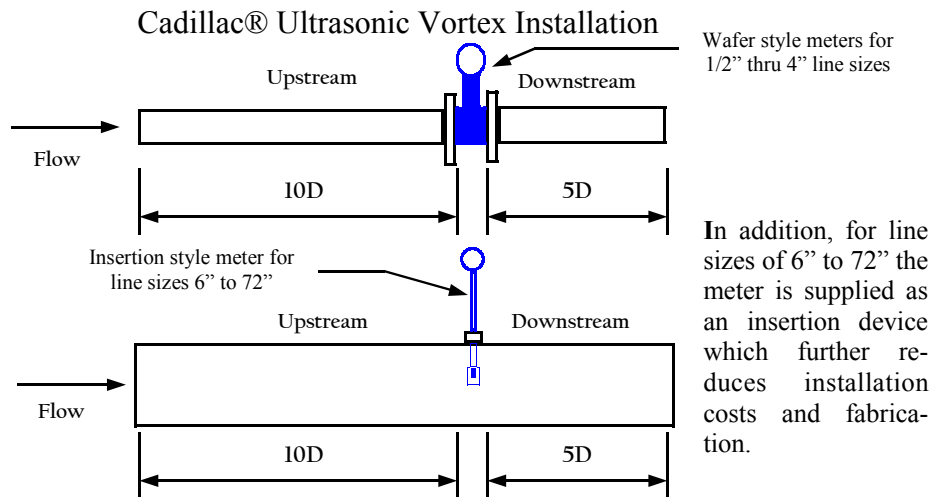 Cadillac® Ultrasonic Vortex Installation
Wafer style meters for
1/2” thru 4” line sizes
Upstream
Downstream
Flow
10D
5D
Insertion style meter for
line sizes 6” to 72”
Upstream
Downstream
Flow
10D
5D
In addition, for line
sizes of 6” to 72” the
meter is supplied as
an insertion device
which further re-
duces installation
costs and fabrica-
tion.